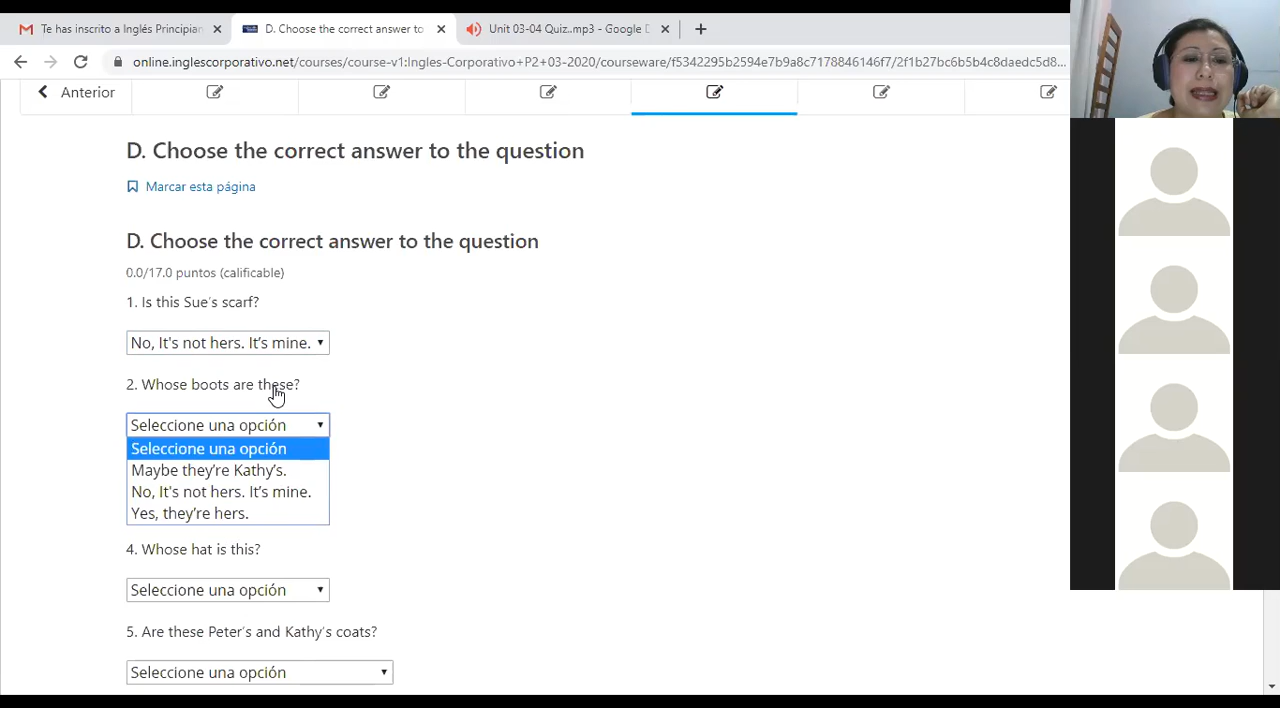 Te has inscrito a Inglés Principian
D. Choose the correct answer to
Unit 03-04 Quiz..mp3 - Google D
online.inglescorporativo.net/courses/course-v1:Ingles-Corporativo+P2+03-2020/courseware/f5342295b2594e7b9a8c7178846146f7/2f1b27bc6b5b4c8daedc5d8...
Anterior
D. Choose the correct answer to the question
Marcar esta página
D. Choose the correct answer to the question
0.0/17.0 puntos (calificable)
1. Is this Sue's scarf?
No, It's not hers. It's mine.
2. Whose boots are these?
Seleccione una opción
Seleccione una opción
Maybe they're Kathy's.
No, It's not hers. It's mine.
Yes, they're hers.
4. Whose hat is this?
Seleccione una opción
5. Are these Peter's and Kathy's coats?
Seleccione una opción